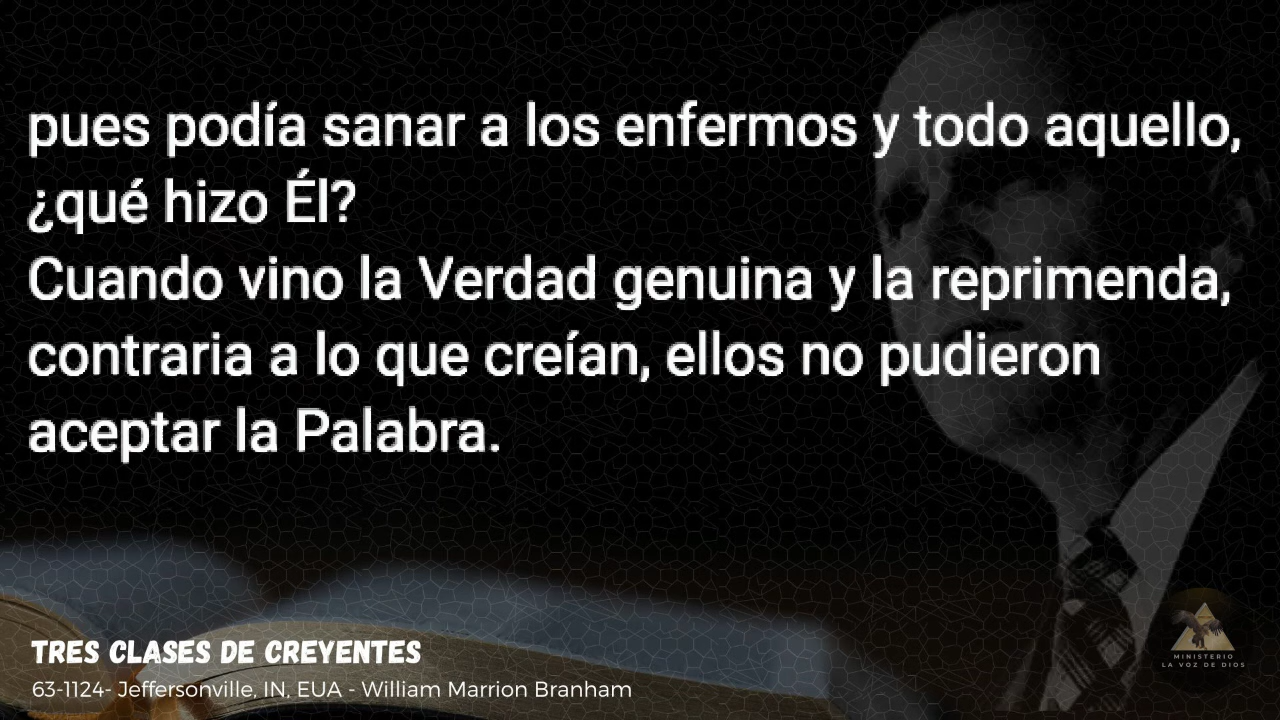 pues podía sanar a los enfermos y todo aquello,
¿qué hizo Él?
Cuando vino la Verdad genuina y la reprimenda,
contraria a lo que creían, ellos no pudieron
aceptar la Palabra.
TRES CLASES DE CREYENTES
63-1124- Jeffersonville, IN, EUA - William Marrion Branham
MINISTERIO
LA VOZ DE DIOS